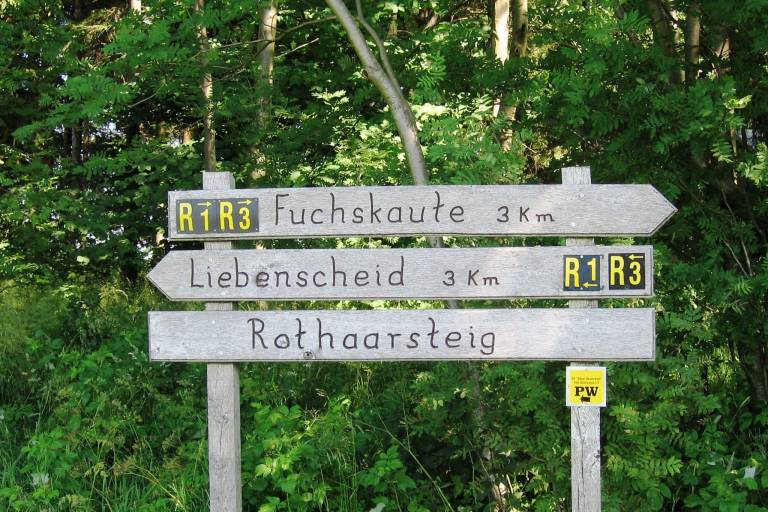 R1 R3 Fuchskaute 3 Km
Liebenscheid 3 Km R1 R3
Rothaarsteig
PW